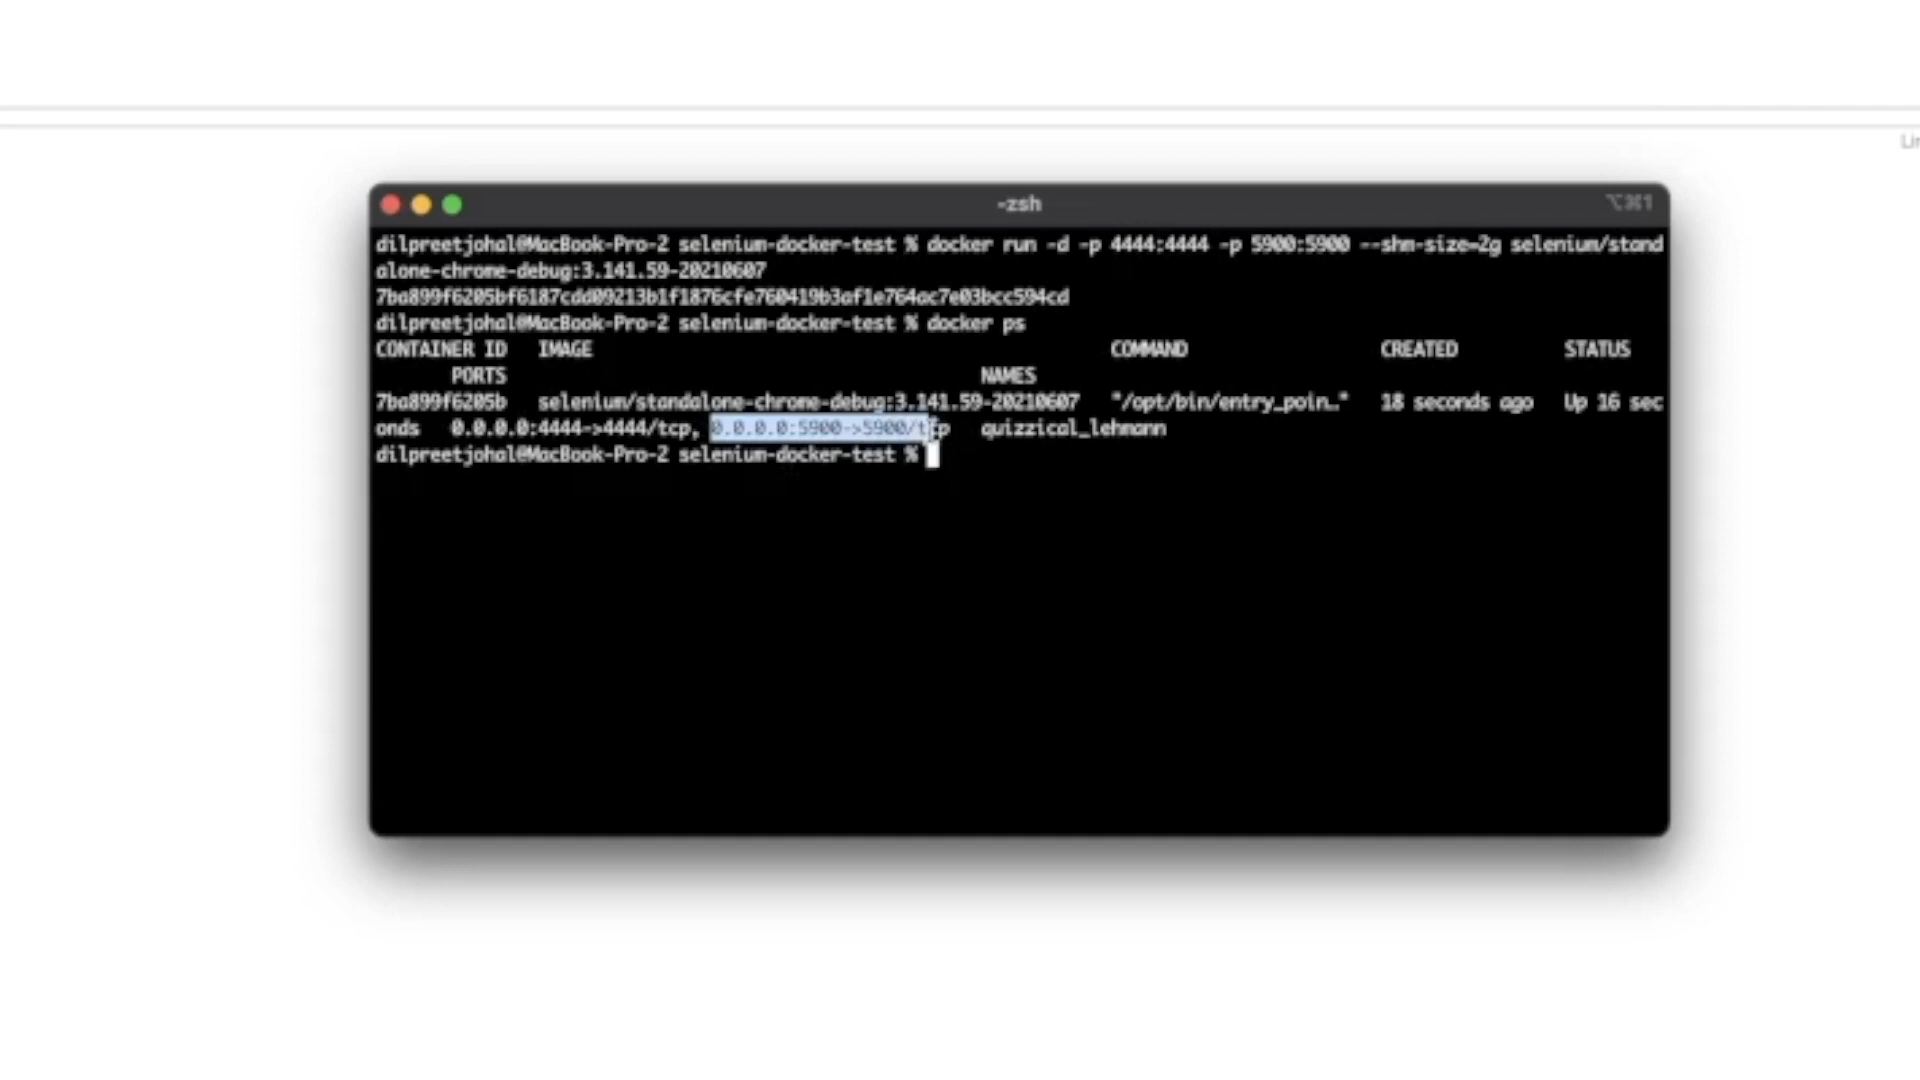 Lin
-zsh
⌥⌘1
dilpreetjohal@MacBook-Pro-2 selenium-docker-test % docker run -d -p 4444:4444 -p 5900:5900 --shm-size=2g selenium/stand
alone-chrome-debug:3.141.59-20210607
7ba899f6205bf6187cdd09213b1f1876cfe760419b3af1e764ac7e03bcc594cd
dilpreetjohal@MacBook-Pro-2 selenium-docker-test % docker ps
CONTAINER ID   IMAGE   COMMAND   CREATED   STATUS
PORTS   NAMES
7ba899f6205b   selenium/standalone-chrome-debug:3.141.59-20210607   "/opt/bin/entry_poin…"   18 seconds ago   Up 16 sec
onds   0.0.0.0:4444->4444/tcp, 0.0.0.0:5900->5900/tcp   quizzical_lehmann
dilpreetjohal@MacBook-Pro-2 selenium-docker-test %